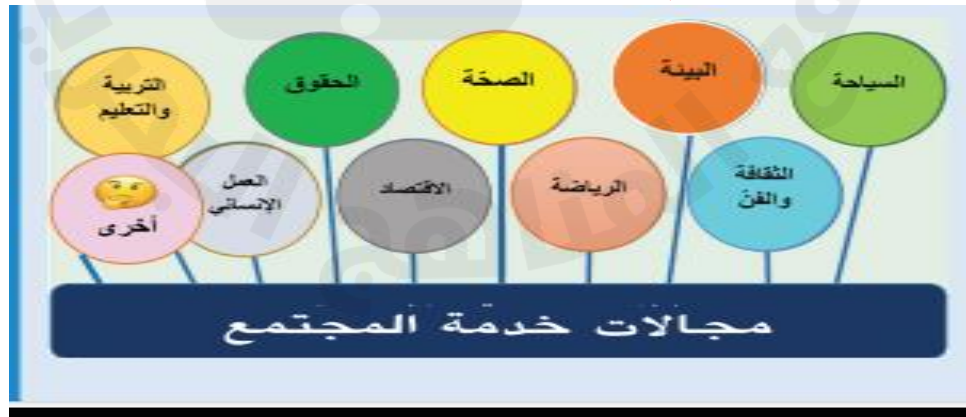 السياحة
البيئة
الصحّة
الحقوق
التربية
والتعليم
الثقافة
والفنّ
الرياضة
الاقتصاد
العمل
الإنساني
أخرى
مجالات خدمة المجتمع